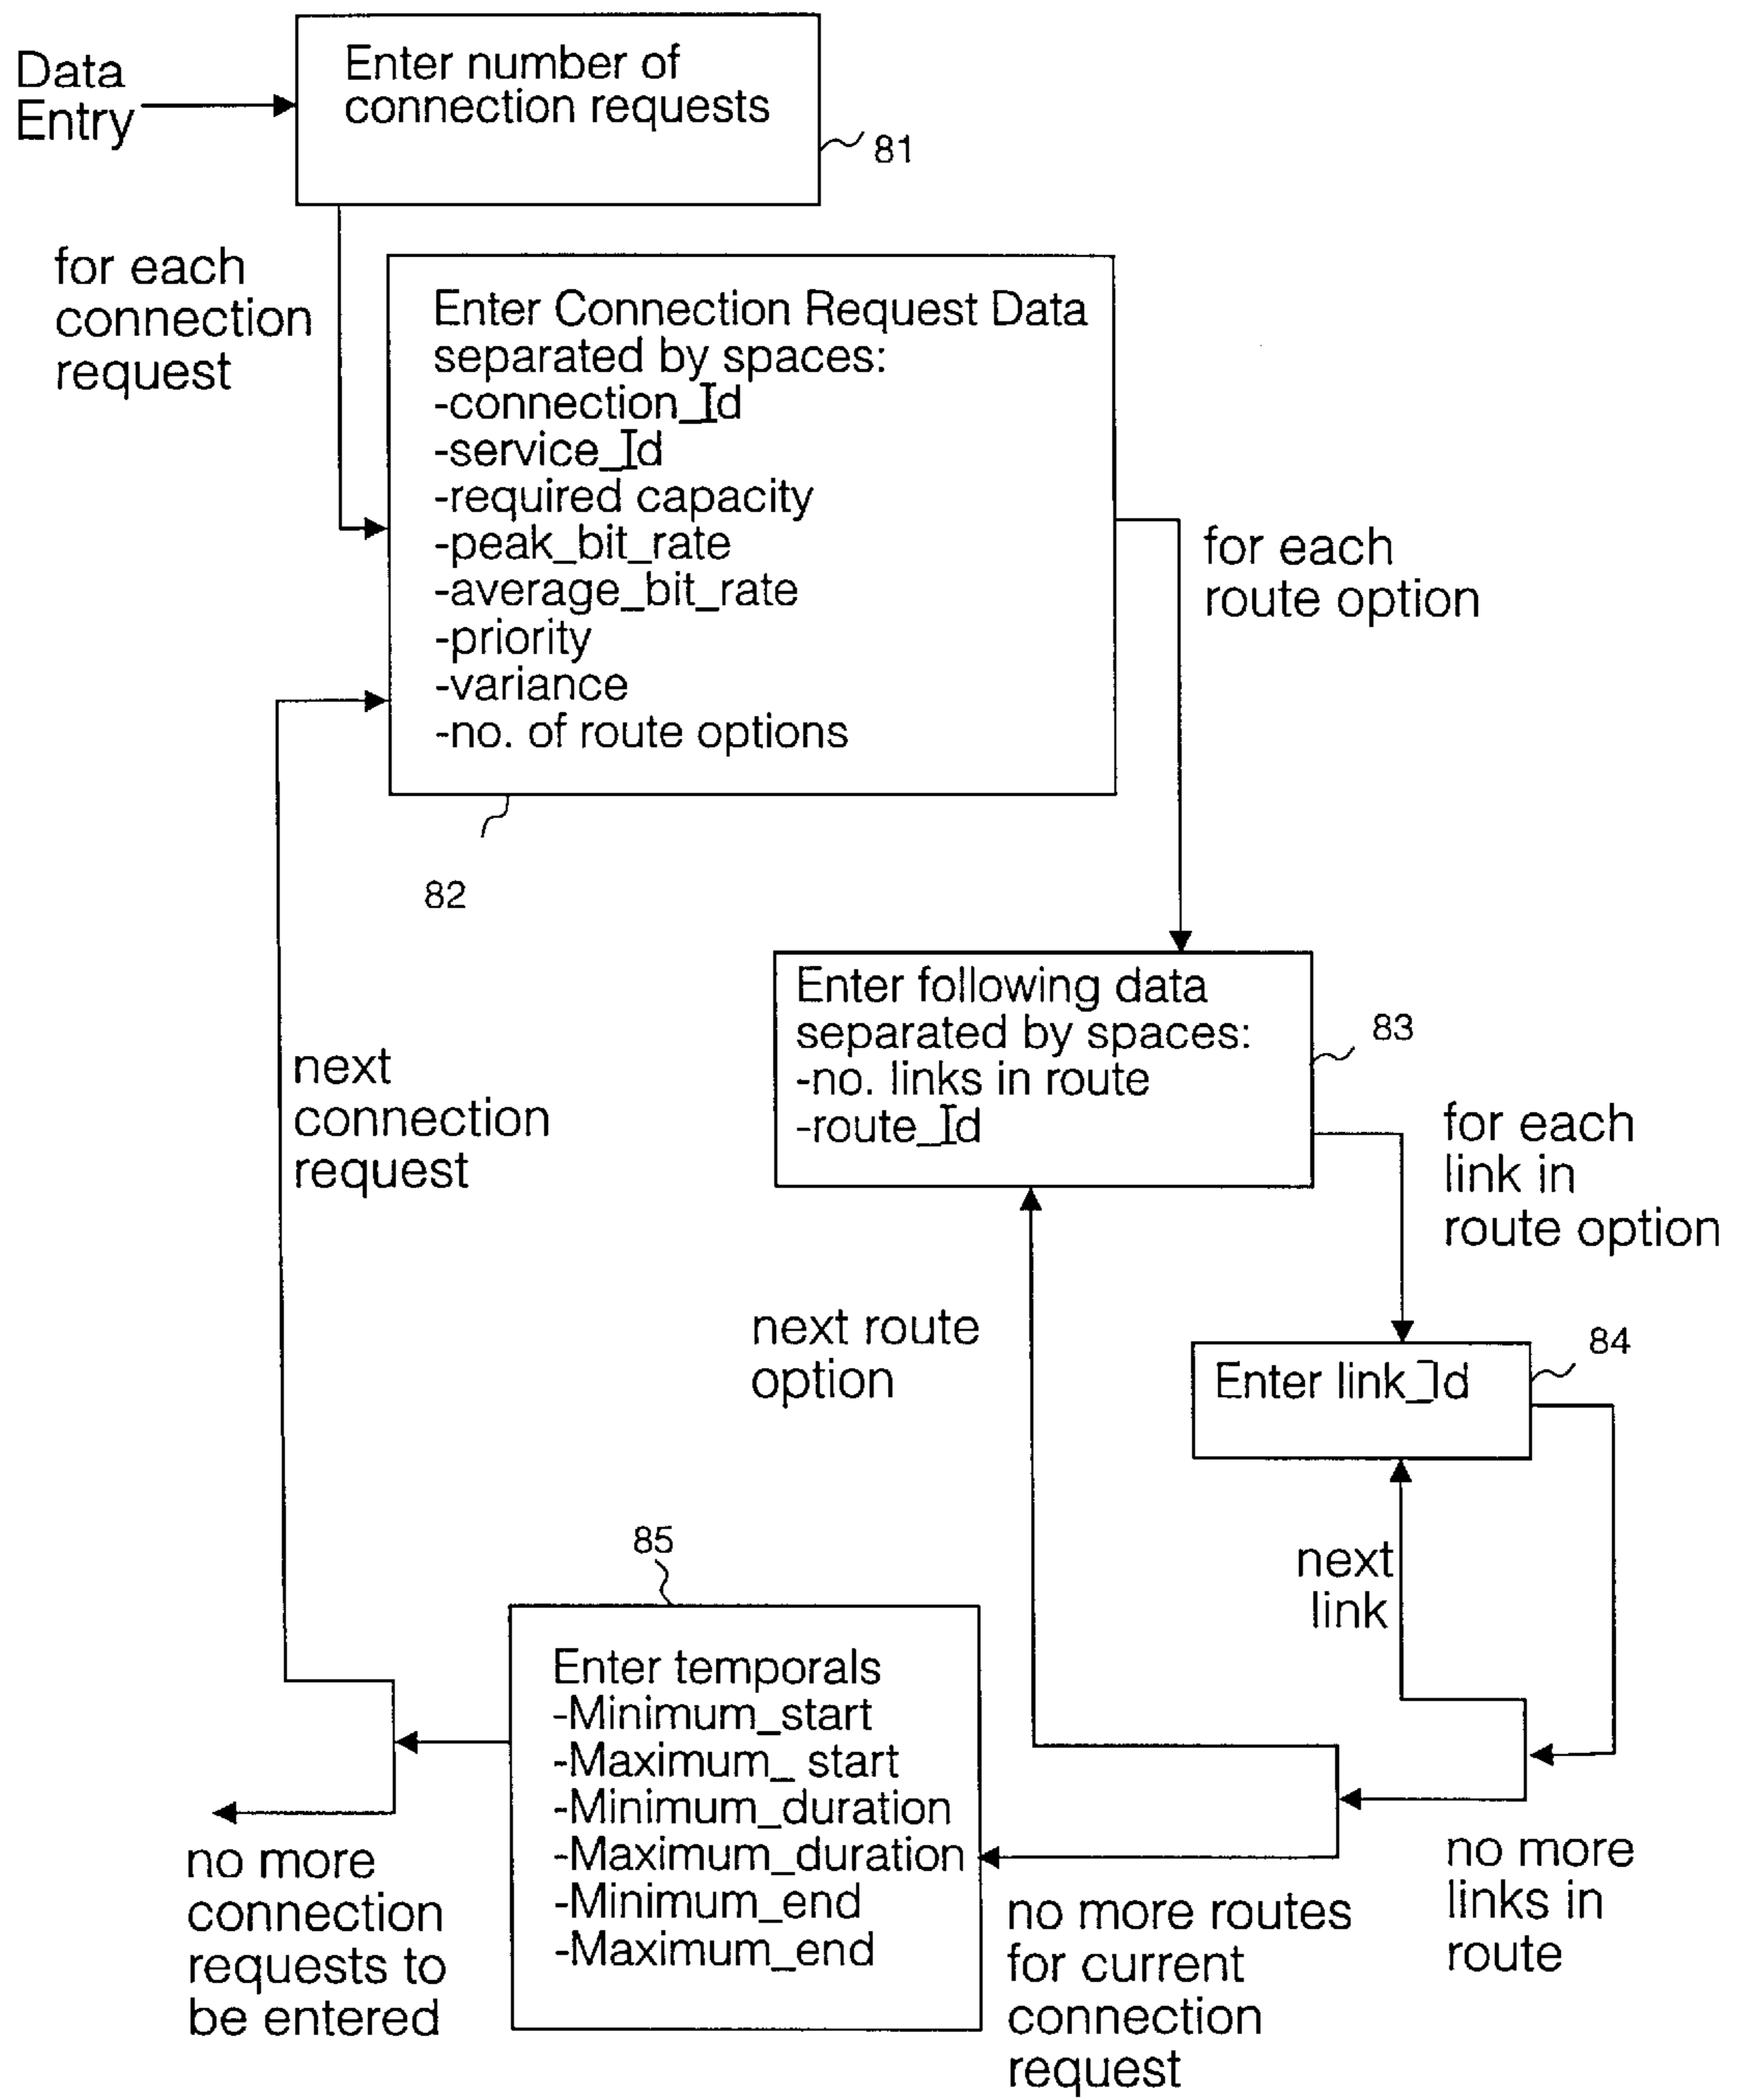 Data
Entry
Enter number of
connection requests
81
for each
connection
request
Enter Connection Request Data
separated by spaces:
-connection_Id
-service_Id
-required capacity
-peak_bit_rate
-average_bit_rate
-priority
-variance
-no. of route options
82
for each
route option
Enter following data
separated by spaces:
-no. links in route
-route_Id
83
next
connection
request
for each
link in
route option
next route
option
Enter link_Id
84
next
link
85
Enter temporals
-Minimum_start
-Maximum_ start
-Minimum_duration
-Maximum_duration
-Minimum_end
-Maximum_end
no more
connection
requests to
be entered
no more routes
for current
connection
request
no more
links in
route